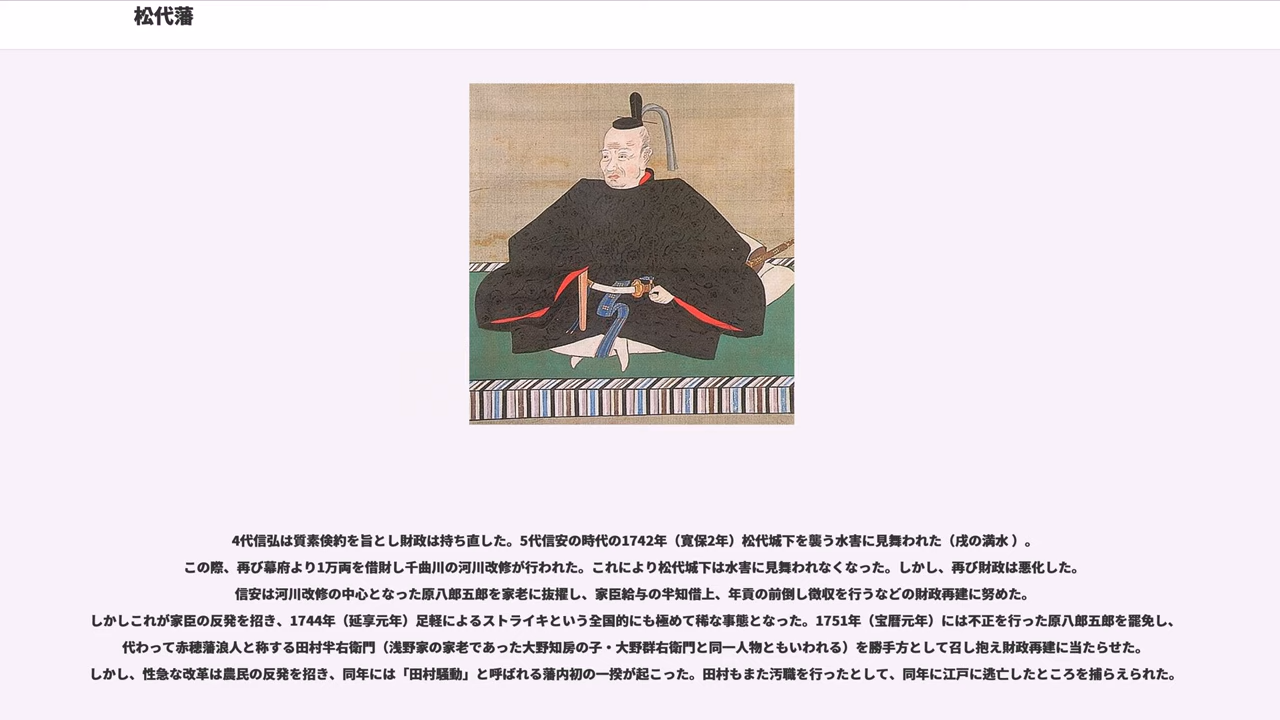 松代藩
4代信弘は質素倹約を旨とし財政は持ち直した。5代信安の時代の1742年（寛保2年）松代城下を襲う水害に見舞われた（戌の満水 ）。
この際、再び幕府より1万両を借財し千曲川の河川改修が行われた。これにより松代城下は水害に見舞われなくなった。しかし、再び財政は悪化した。
信安は河川改修の中心となった原八郎五郎を家老に抜擢し、家臣給与の半知借上、年貢の前倒し徴収を行うなどの財政再建に努めた。
しかしこれが家臣の反発を招き、1744年（延享元年）足軽によるストライキという全国的にも極めて稀な事態となった。1751年（宝暦元年）には不正を行った原八郎五郎を罷免し、
代わって赤穂藩浪人と称する田村半右衛門（浅野家の家老であった大野知房の子・大野群右衛門と同一人物ともいわれる）を勝手方として召し抱え財政再建に当たらせた。
しかし、性急な改革は農民の反発を招き、同年には「田村騒動」と呼ばれる藩内初の一揆が起こった。田村もまた汚職を行ったとして、同年に江戸に逃亡したところを捕らえられた。